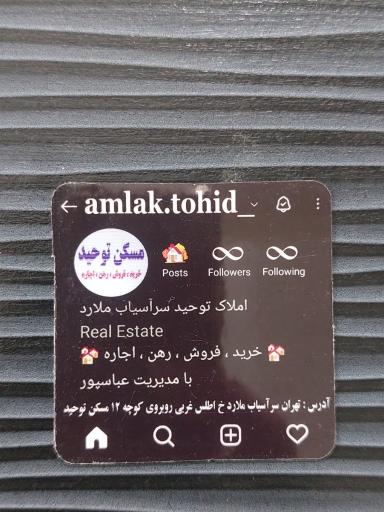 amlak.tohid_
مسکن توحید
خرید ، فروش ، رهن ، اجاره
Posts
Followers
Following
املاک توحید سرآسیاب ملارد
Real Estate
خرید ، فروش ، رهن ، اجاره
با مدیریت عباسپور
آدرس : تهران سرآسیاب ملارد خ اطلس غربی روبروی کوچه ۱۲ مسکن توحید